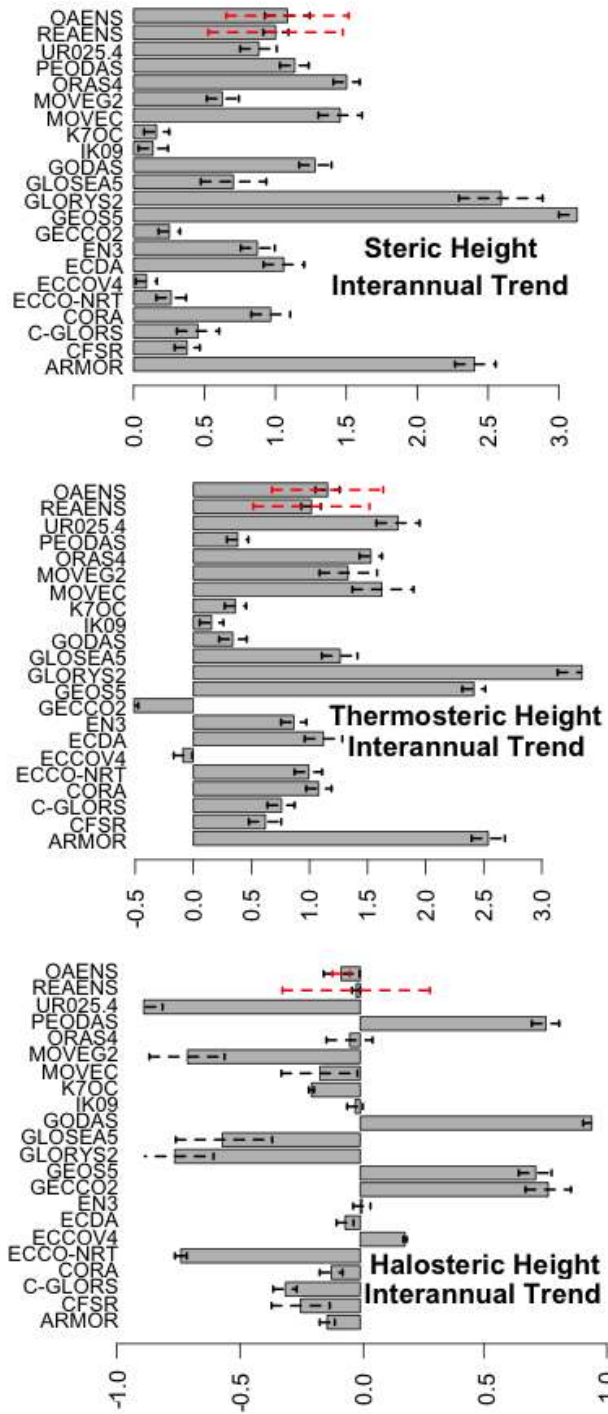 OAENS
REAENS
UR025.4
PEODAS
ORAS4
MOVEG2
MOVEC
K7OC
IK09
GODAS
GLOSEA5
GLORYS2
GEOS5
GECCO2
EN3
ECDA
ECCOV4
ECCO-NRT
CORA
C-GLORS
CFSR
ARMOR
Steric Height
Interannual Trend
0.0 0.5 1.0 1.5 2.0 2.5 3.0
OAENS
REAENS
UR025.4
PEODAS
ORAS4
MOVEG2
MOVEC
K7OC
IK09
GODAS
GLOSEA5
GLORYS2
GEOS5
GECCO2
EN3
ECDA
ECCOV4
ECCO-NRT
CORA
C-GLORS
CFSR
ARMOR
Thermosteric Height
Interannual Trend
-0.5 0.0 0.5 1.0 1.5 2.0 2.5 3.0
OAENS
REAENS
UR025.4
PEODAS
ORAS4
MOVEG2
MOVEC
K7OC
IK09
GODAS
GLOSEA5
GLORYS2
GEOS5
GECCO2
EN3
ECDA
ECCOV4
ECCO-NRT
CORA
C-GLORS
CFSR
ARMOR
Halosteric Height
Interannual Trend
-1.0 -0.5 0.0 0.5 1.0